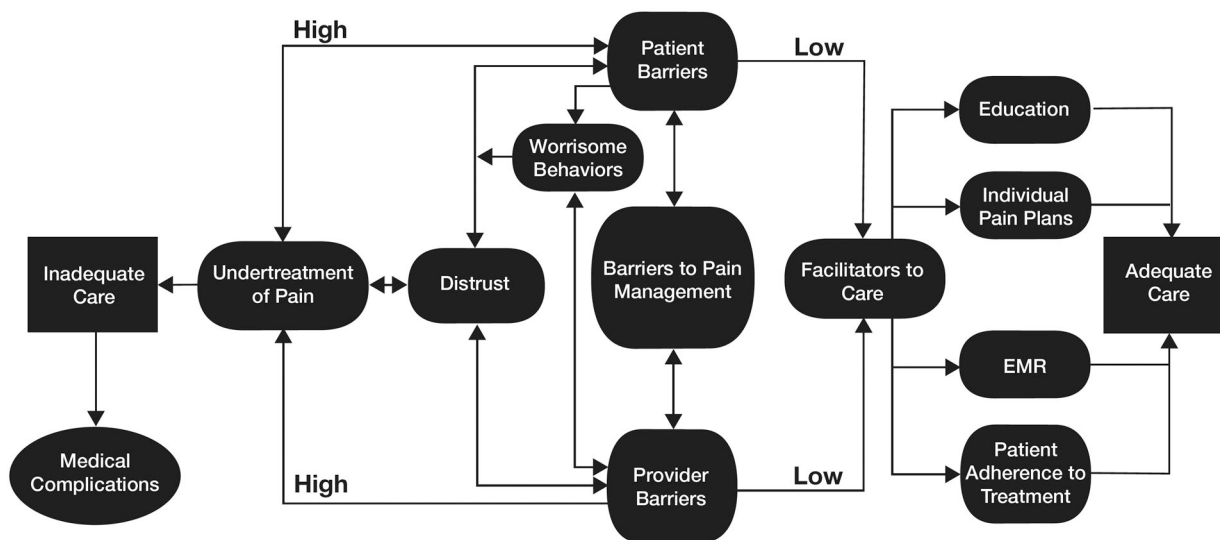 High
Patient
Barriers
Low
Education
Worrisome
Behaviors
Individual
Pain Plans
Inadequate
Care
Undertreatment
of Pain
Distrust
Barriers to Pain
Management
Facilitators to
Care
Adequate
Care
EMR
Medical
Complications
High
Provider
Barriers
Low
Patient
Adherence to
Treatment